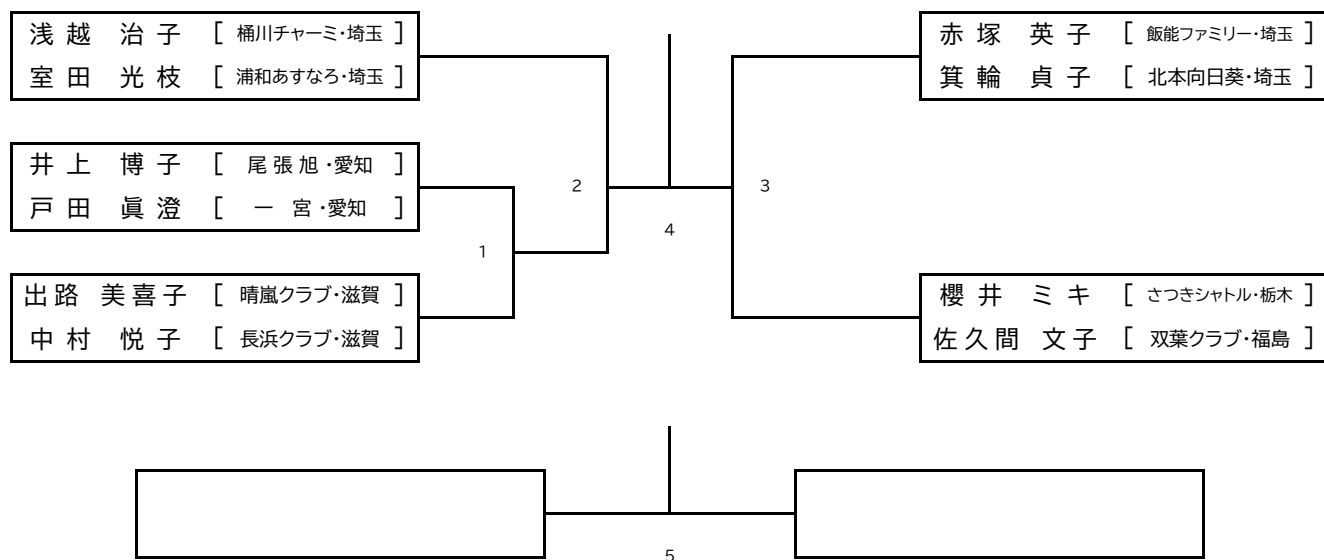 浅越 治子 [ 桶川チャーミ・埼玉 ]
室田 光枝 [ 浦和あすなろ・埼玉 ]
井上 博子 [ 尾張旭・愛知 ]
戸田 眞澄 [ 一宮・愛知 ]
出路 美喜子 [ 晴嵐クラブ・滋賀 ]
中村 悦子 [ 長浜クラブ・滋賀 ]
1
2
4
3
赤塚 英子 [ 飯能ファミリー・埼玉 ]
箕輪 貞子 [ 北本向日葵・埼玉 ]
櫻井 ミキ [ さつきシャトル・栃木 ]
佐久間 文子 [ 双葉クラブ・福島 ]
5